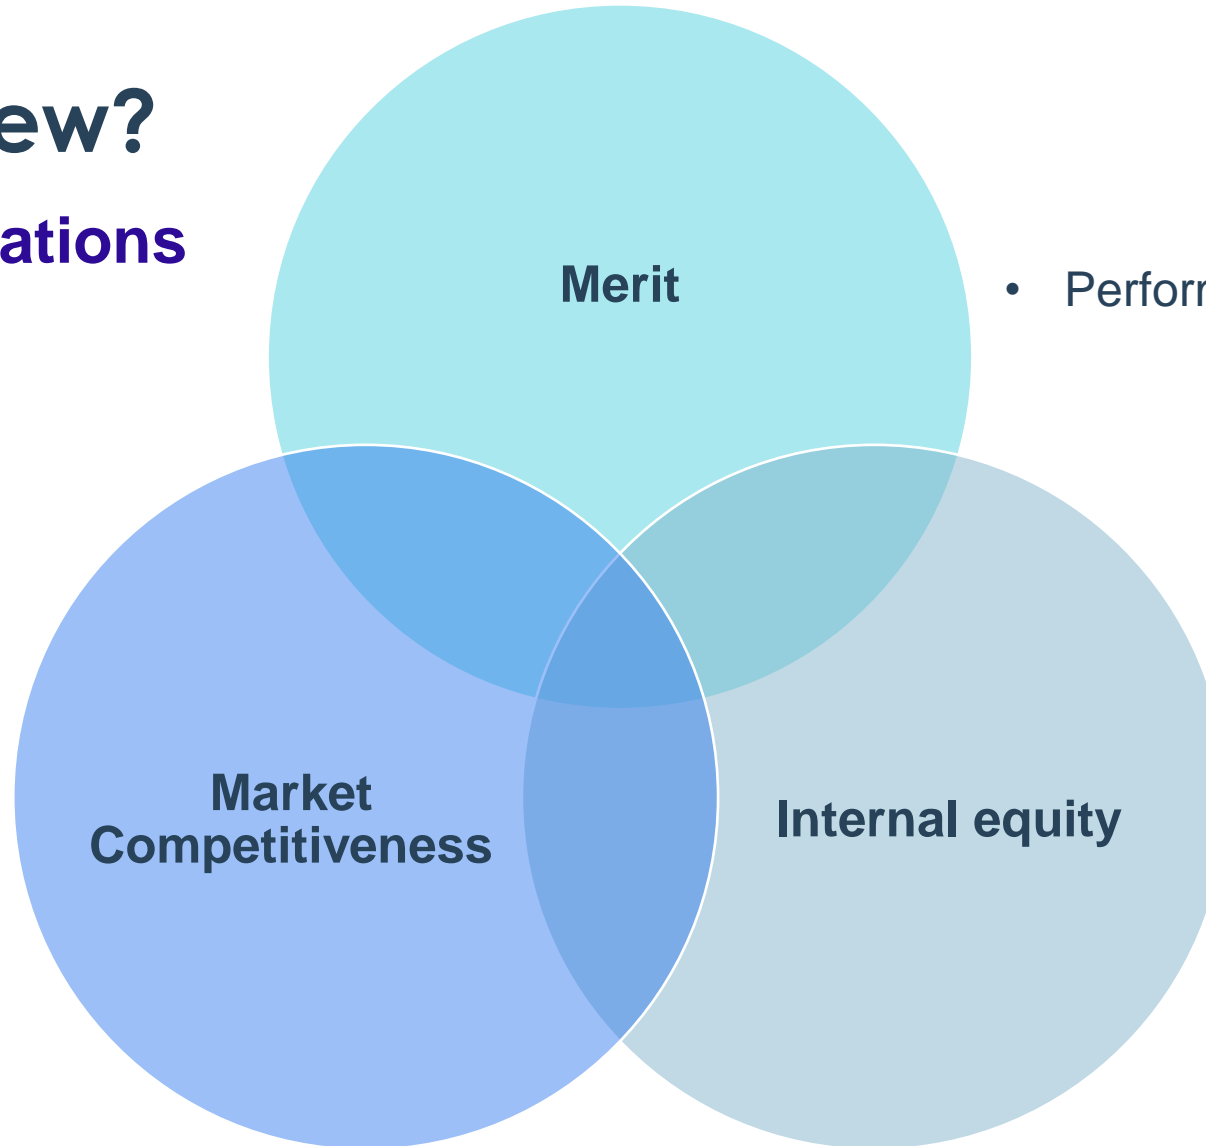 ew?
ations
Merit
• Perforr
Market
Competitiveness
Internal equity